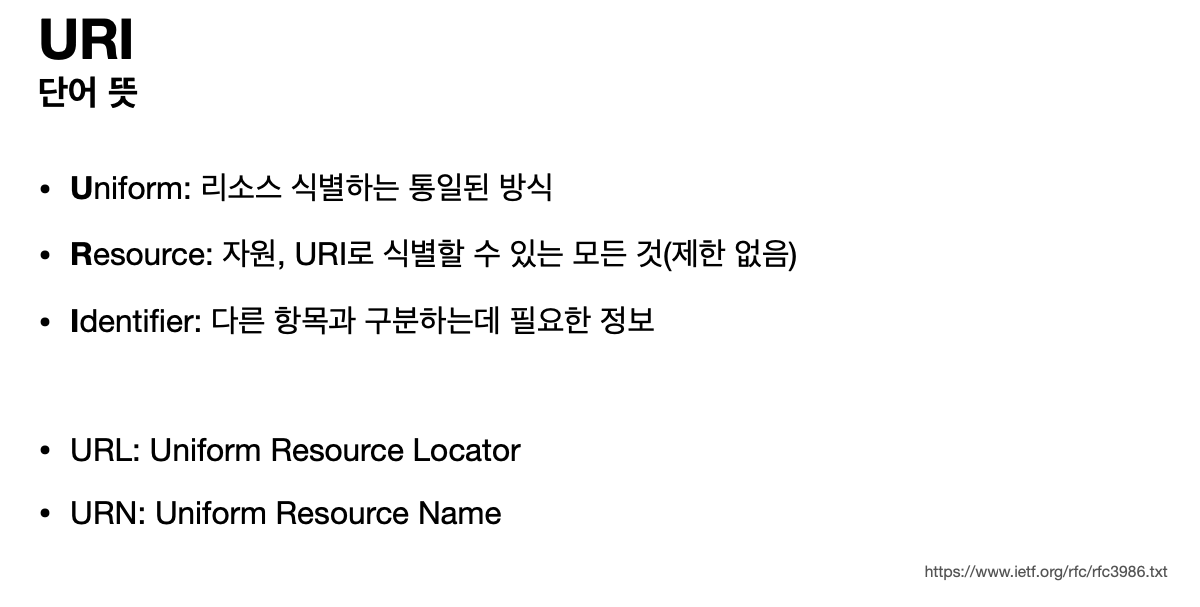 URI
단어 뜻
• Uniform: 리소스 식별하는 통일된 방식
• Resource: 자원, URI로 식별할 수 있는 모든 것(제한 없음)
• Identifier: 다른 항목과 구분하는데 필요한 정보
• URL: Uniform Resource Locator
• URN: Uniform Resource Name
https://www.ietf.org/rfc/rfc3986.txt